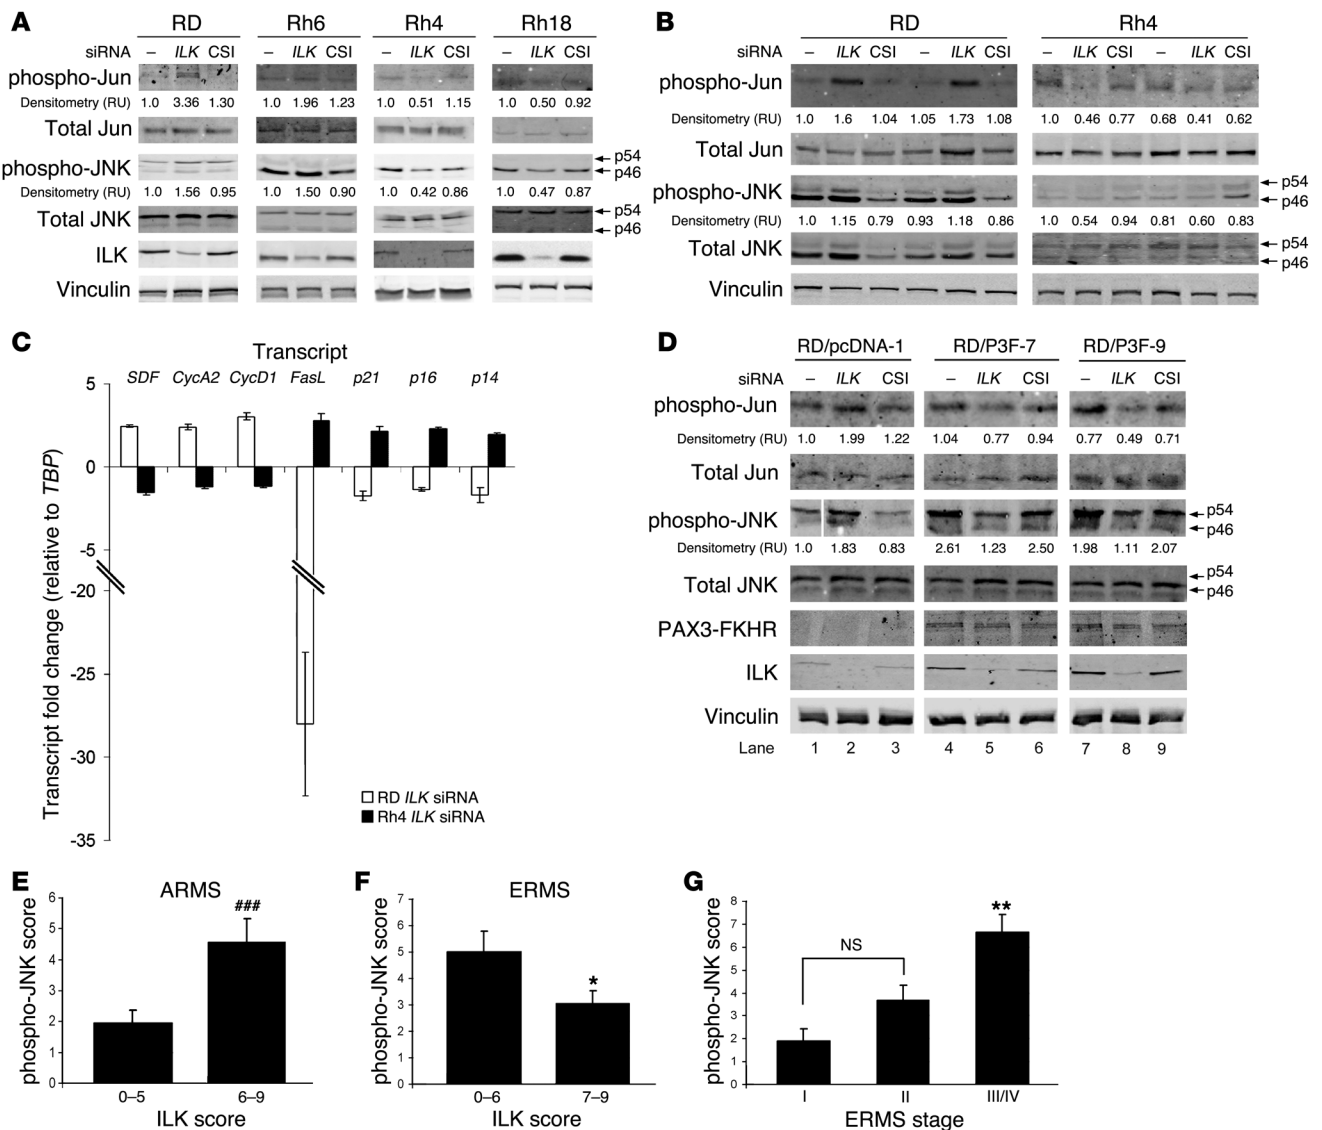 A
RD Rh6 Rh4 Rh18
siRNA – ILK CSI – ILK CSI – ILK CSI – ILK CSI
phospho-Jun
Densitometry (RU) 1.0 3.36 1.30 1.0 1.96 1.23 1.0 0.51 1.15 1.0 0.50 0.92
Total Jun
phospho-JNK p54 p46
Densitometry (RU) 1.0 1.56 0.95 1.0 1.50 0.90 1.0 0.42 0.86 1.0 0.47 0.87
Total JNK p54 p46
ILK
Vinculin
B
RD Rh4
siRNA – ILK CSI – ILK CSI – ILK CSI – ILK CSI
phospho-Jun
Densitometry (RU) 1.0 1.6 1.04 1.05 1.73 1.08 1.0 0.46 0.77 0.68 0.41 0.62
Total Jun
phospho-JNK p54 p46
Densitometry (RU) 1.0 1.15 0.79 0.93 1.18 0.86 1.0 0.54 0.94 0.81 0.60 0.83
Total JNK p54 p46
Vinculin
C
Transcript
SDF CycA2 CycD1 FasL p21 p16 p14
Transcript fold change (relative to TBP)
5
0
-5
-20
-25
-30
-35
RD ILK siRNA
Rh4 ILK siRNA
D
RD/pcDNA-1 RD/P3F-7 RD/P3F-9
siRNA – ILK CSI – ILK CSI – ILK CSI
phospho-Jun
Densitometry (RU) 1.0 1.99 1.22 1.04 0.77 0.94 0.77 0.49 0.71
Total Jun
phospho-JNK p54 p46
Densitometry (RU) 1.0 1.83 0.83 2.61 1.23 2.50 1.98 1.11 2.07
Total JNK p54 p46
PAX3-FKHR
ILK
Vinculin
Lane 1 2 3 4 5 6 7 8 9
E
ARMS
phospho-JNK score
6
5
4
3
2
1
0
###
0–5 6–9
ILK score
F
ERMS
phospho-JNK score
7
6
5
4
3
2
1
0
*
0–6 7–9
ILK score
G
phospho-JNK score
8
7
6
5
4
3
2
1
0
NS
**
I II III/IV
ERMS stage